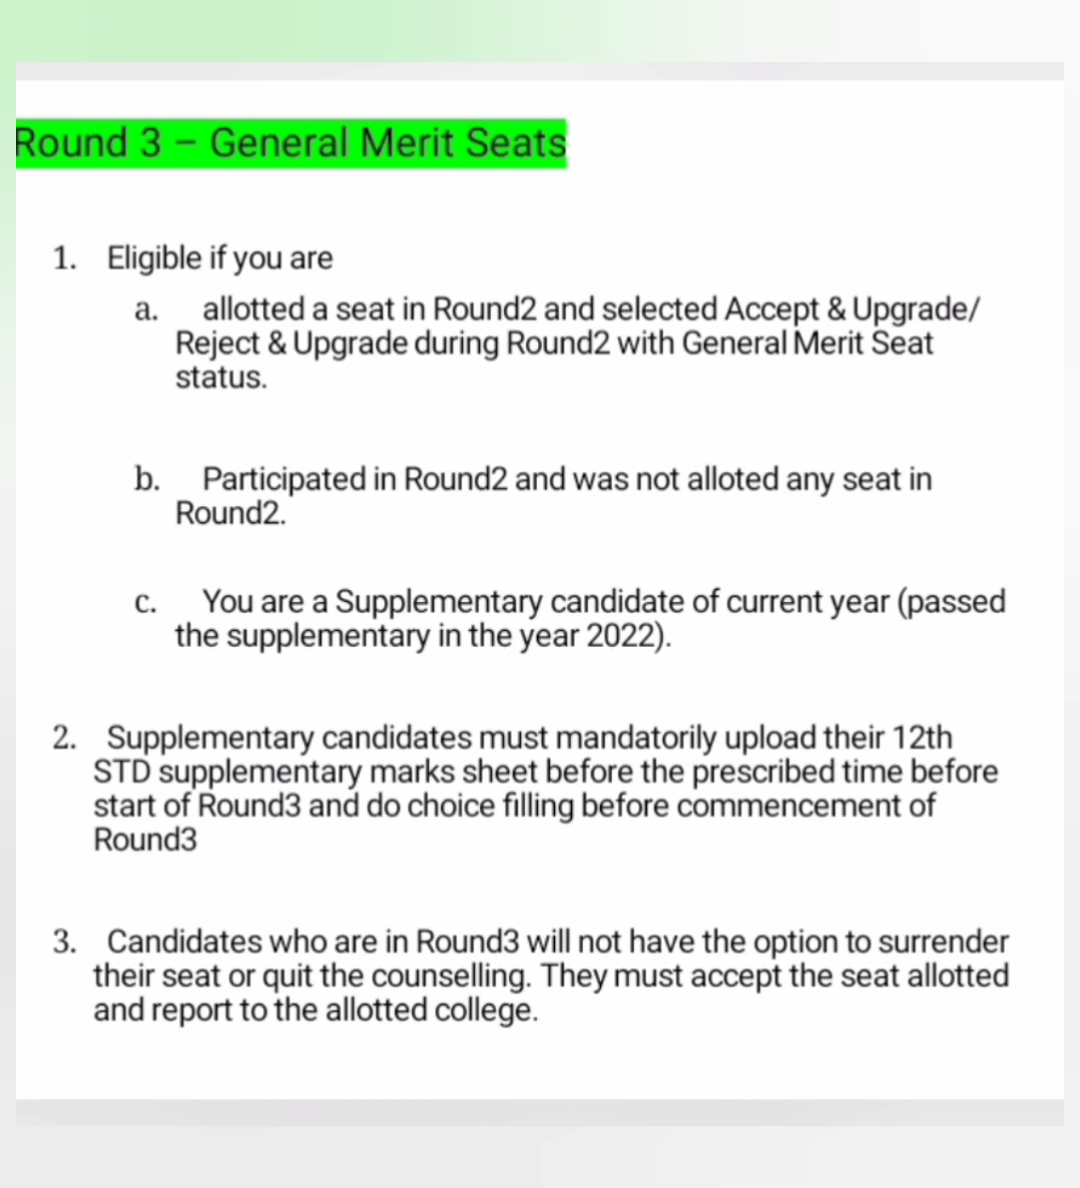 Round 3 – General Merit Seats
1. Eligible if you are
a. allotted a seat in Round2 and selected Accept & Upgrade/
Reject & Upgrade during Round2 with General Merit Seat
status.
b. Participated in Round2 and was not alloted any seat in
Round2.
c. You are a Supplementary candidate of current year (passed
the supplementary in the year 2022).
2. Supplementary candidates must mandatorily upload their 12th
STD supplementary marks sheet before the prescribed time before
start of Round3 and do choice filling before commencement of
Round3
3. Candidates who are in Round3 will not have the option to surrender
their seat or quit the counselling. They must accept the seat allotted
and report to the allotted college.